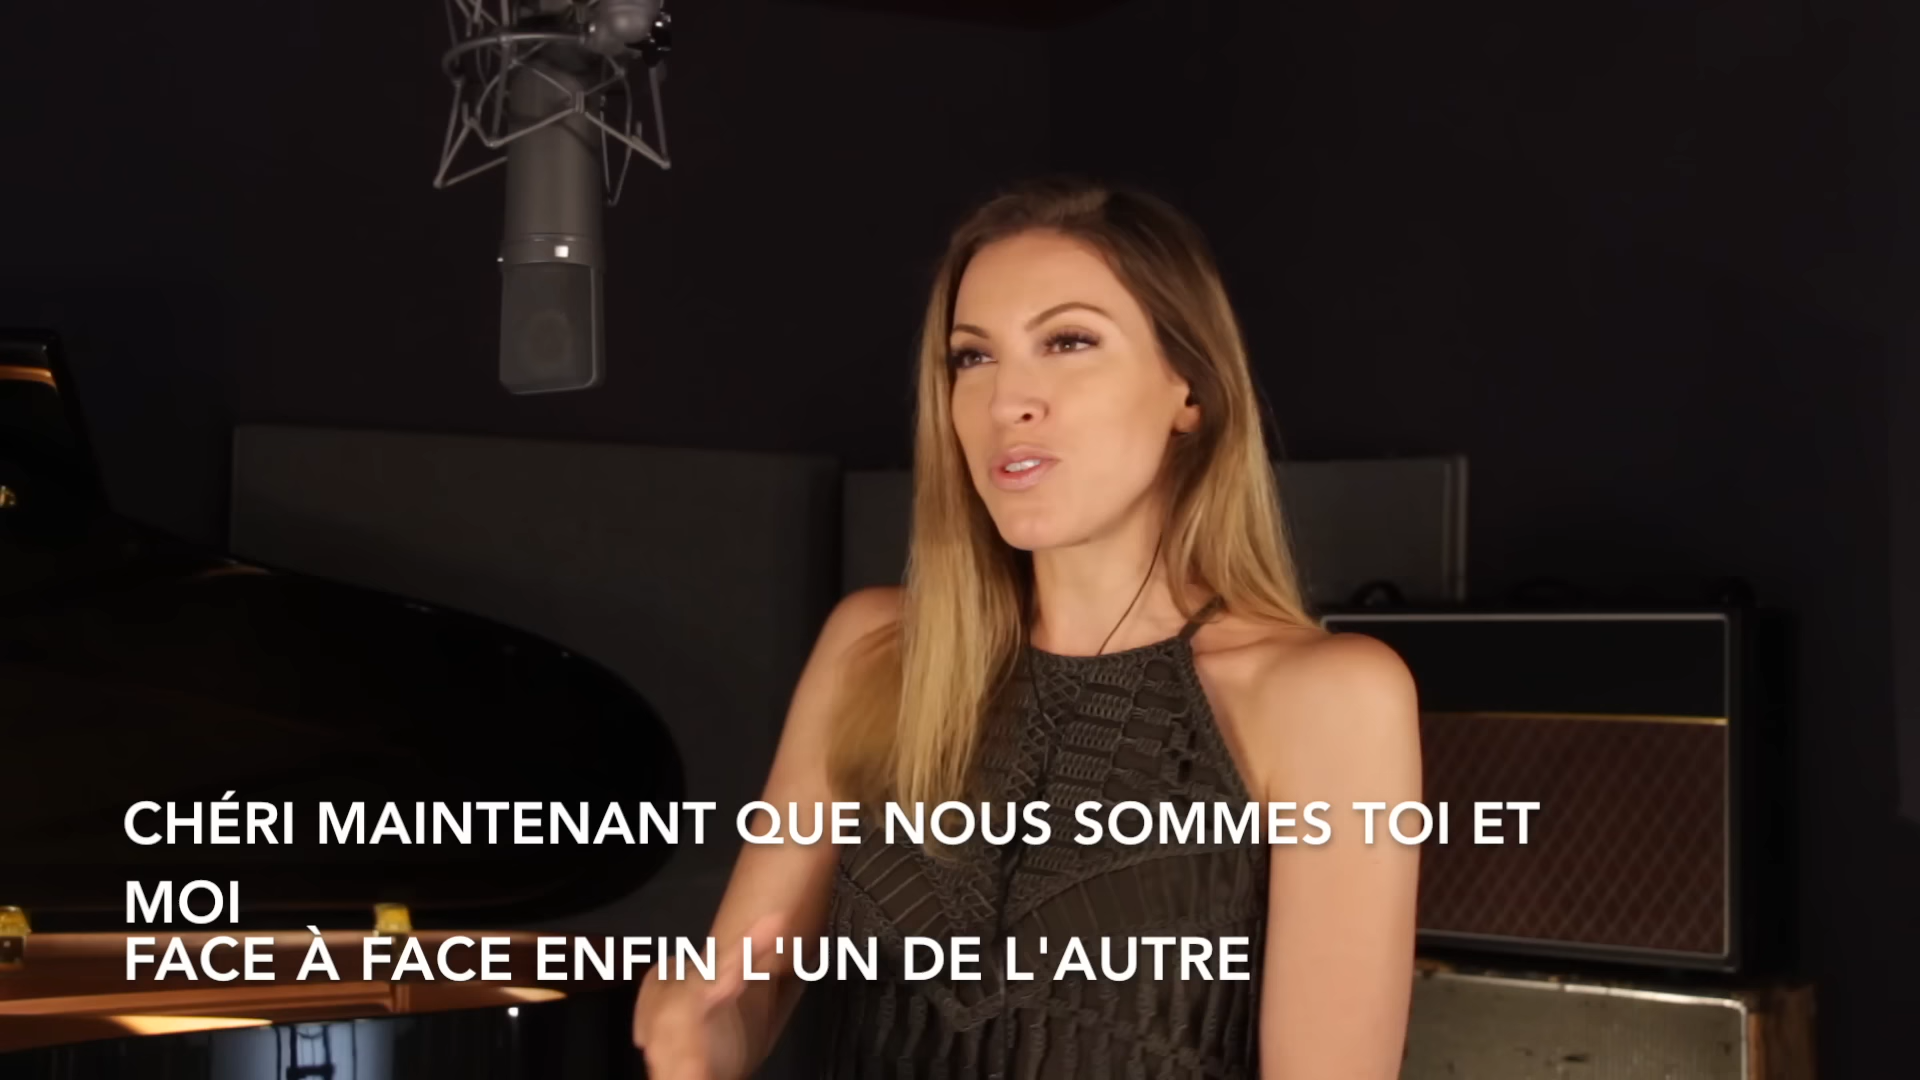 CHÉRI MAINTENANT QUE NOUS SOMMES TOI ET
MOI
FACE À FACE ENFIN L'UN DE L'AUTRE